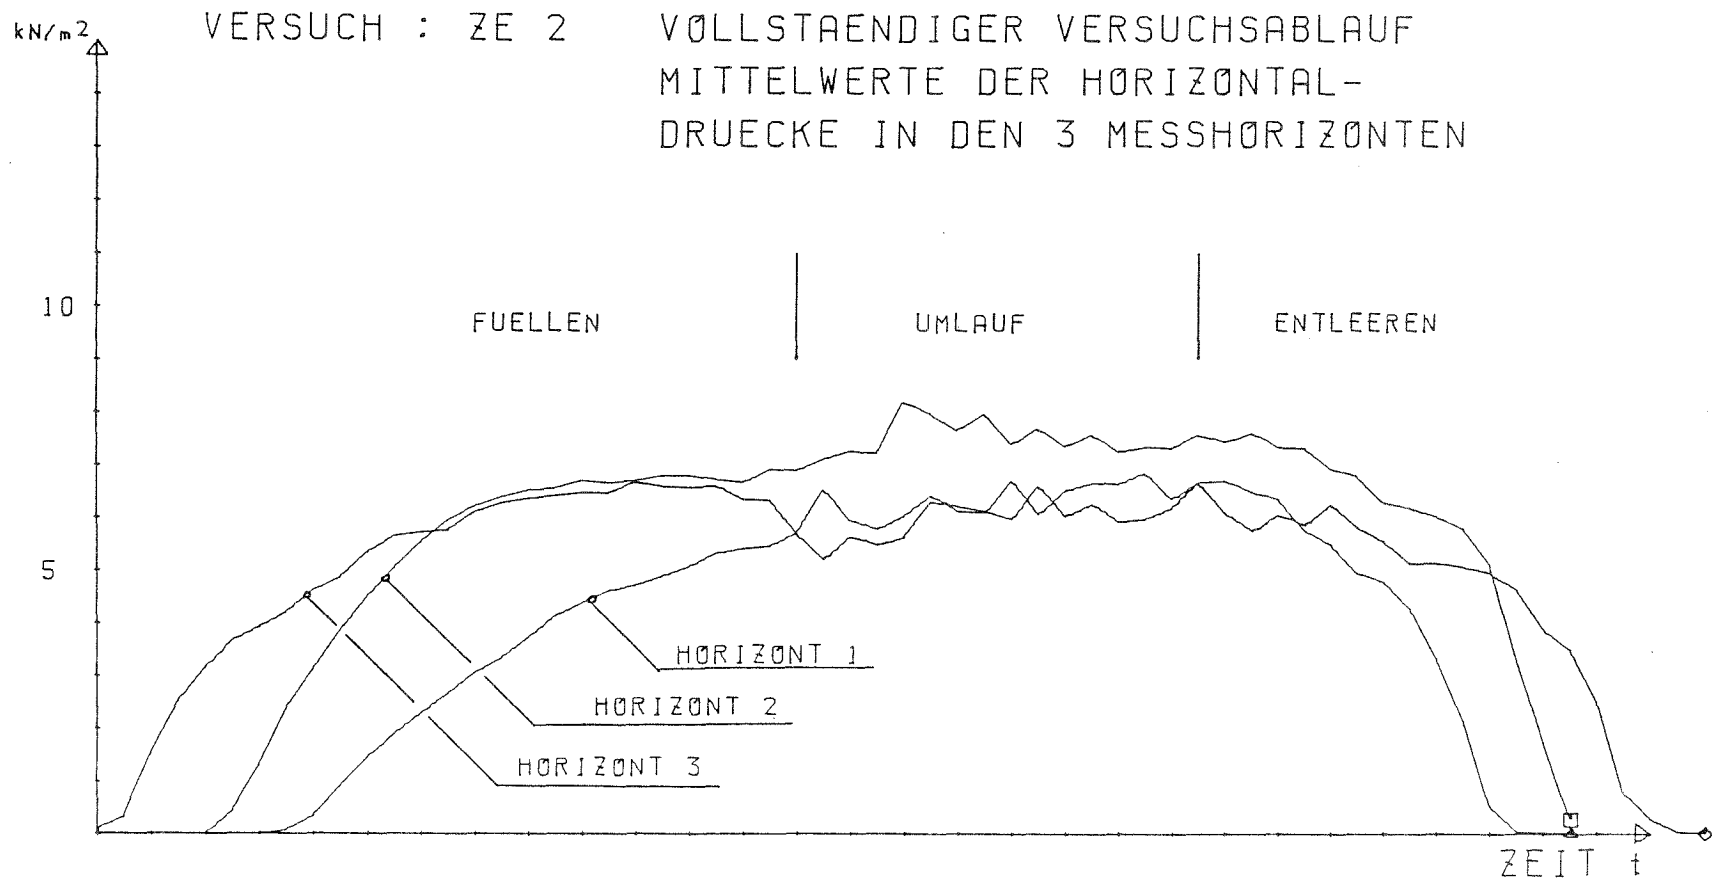 kN/m²
VERSUCH : ZE 2 VOLLSTAENDIGER VERSUCHSABLAUF
MITTELWERTE DER HORIZONTAL-
DRUECKE IN DEN 3 MESSHORIZONTEN
10
FUELLEN UMLAUF ENTLEEREN
5
HORIZONT 1
HORIZONT 2
HORIZONT 3
ZEIT t